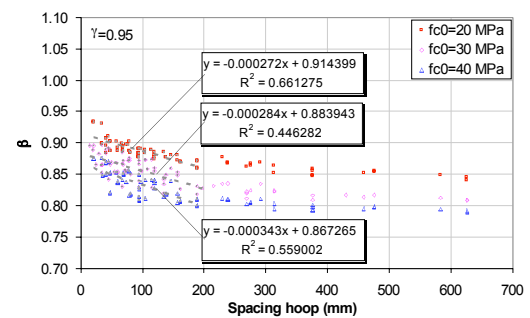 1.10
1.05
1.00
0.95
0.90
0.85
0.80
0.75
0.70
β
γ=0.95
fc0=20 MPa
fc0=30 MPa
fc0=40 MPa
y = -0.000272x + 0.914399
R² = 0.661275
y = -0.000284x + 0.883943
R² = 0.446282
y = -0.000343x + 0.867265
R² = 0.559002
0 100 200 300 400 500 600 700
Spacing hoop (mm)